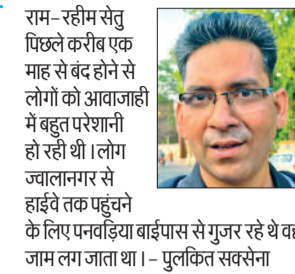 राम-रहीम सेतु
पिछले करीब एक
माह से बंद होने से
लोगों को आवाजाही
में बहुत परेशानी
हो रही थी। लोग
ज्वालानगर से
हाईवे तक पहुंचने
के लिए पनवड़िया बाईपास से गुजर रहे थे
जाम लग जाता था। - पुलकित सक्सेना